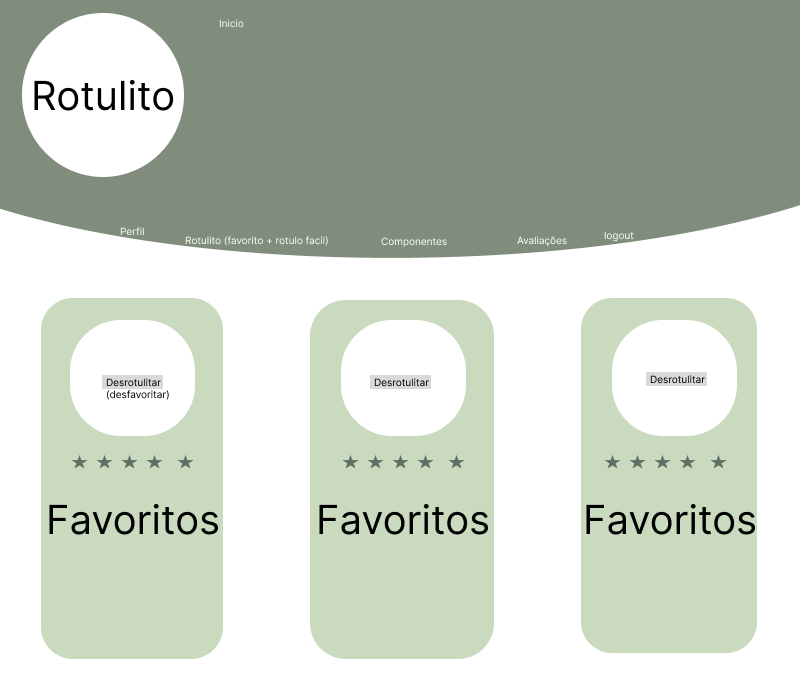 Inicio
Rotulito
Perfil
Rotulito (favorito + rotulo facil)
Componentes
Avaliações
logout
Desrotulitar
(desfavoritar)
Desrotulitar
Desrotulitar
Favoritos
Favoritos
Favoritos